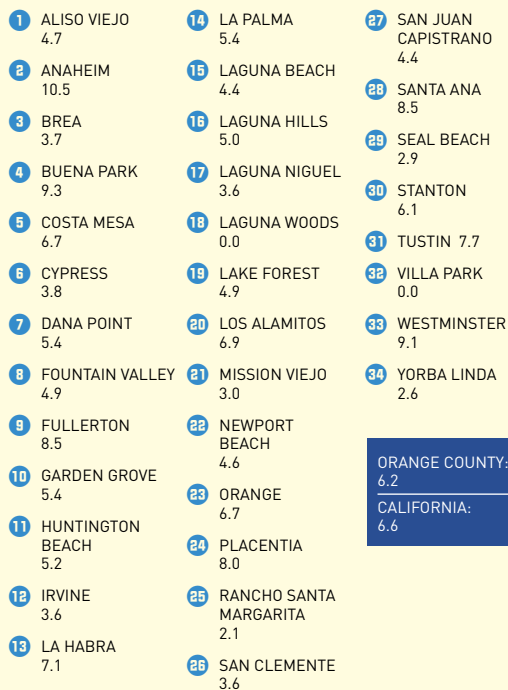 1 ALISO VIEJO
4.7
2 ANAHEIM
10.5
3 BREA
3.7
4 BUENA PARK
9.3
5 COSTA MESA
6.7
6 CYPRESS
3.8
7 DANA POINT
5.4
8 FOUNTAIN VALLEY
4.9
9 FULLERTON
8.5
10 GARDEN GROVE
5.4
11 HUNTINGTON
BEACH
5.2
12 IRVINE
3.6
13 LA HABRA
7.1
14 LA PALMA
5.4
15 LAGUNA BEACH
4.4
16 LAGUNA HILLS
5.0
17 LAGUNA NIGUEL
3.6
18 LAGUNA WOODS
0.0
19 LAKE FOREST
4.9
20 LOS ALAMITOS
6.9
21 MISSION VIEJO
3.0
22 NEWPORT
BEACH
4.6
23 ORANGE
6.7
24 PLACENTIA
8.0
25 RANCHO SANTA
MARGARITA
2.1
26 SAN CLEMENTE
3.6
27 SAN JUAN
CAPISTRANO
4.4
28 SANTA ANA
8.5
29 SEAL BEACH
2.9
30 STANTON
6.1
31 TUSTIN 7.7
32 VILLA PARK
0.0
33 WESTMINSTER
9.1
34 YORBA LINDA
2.6
ORANGE COUNTY:
6.2
CALIFORNIA:
6.6